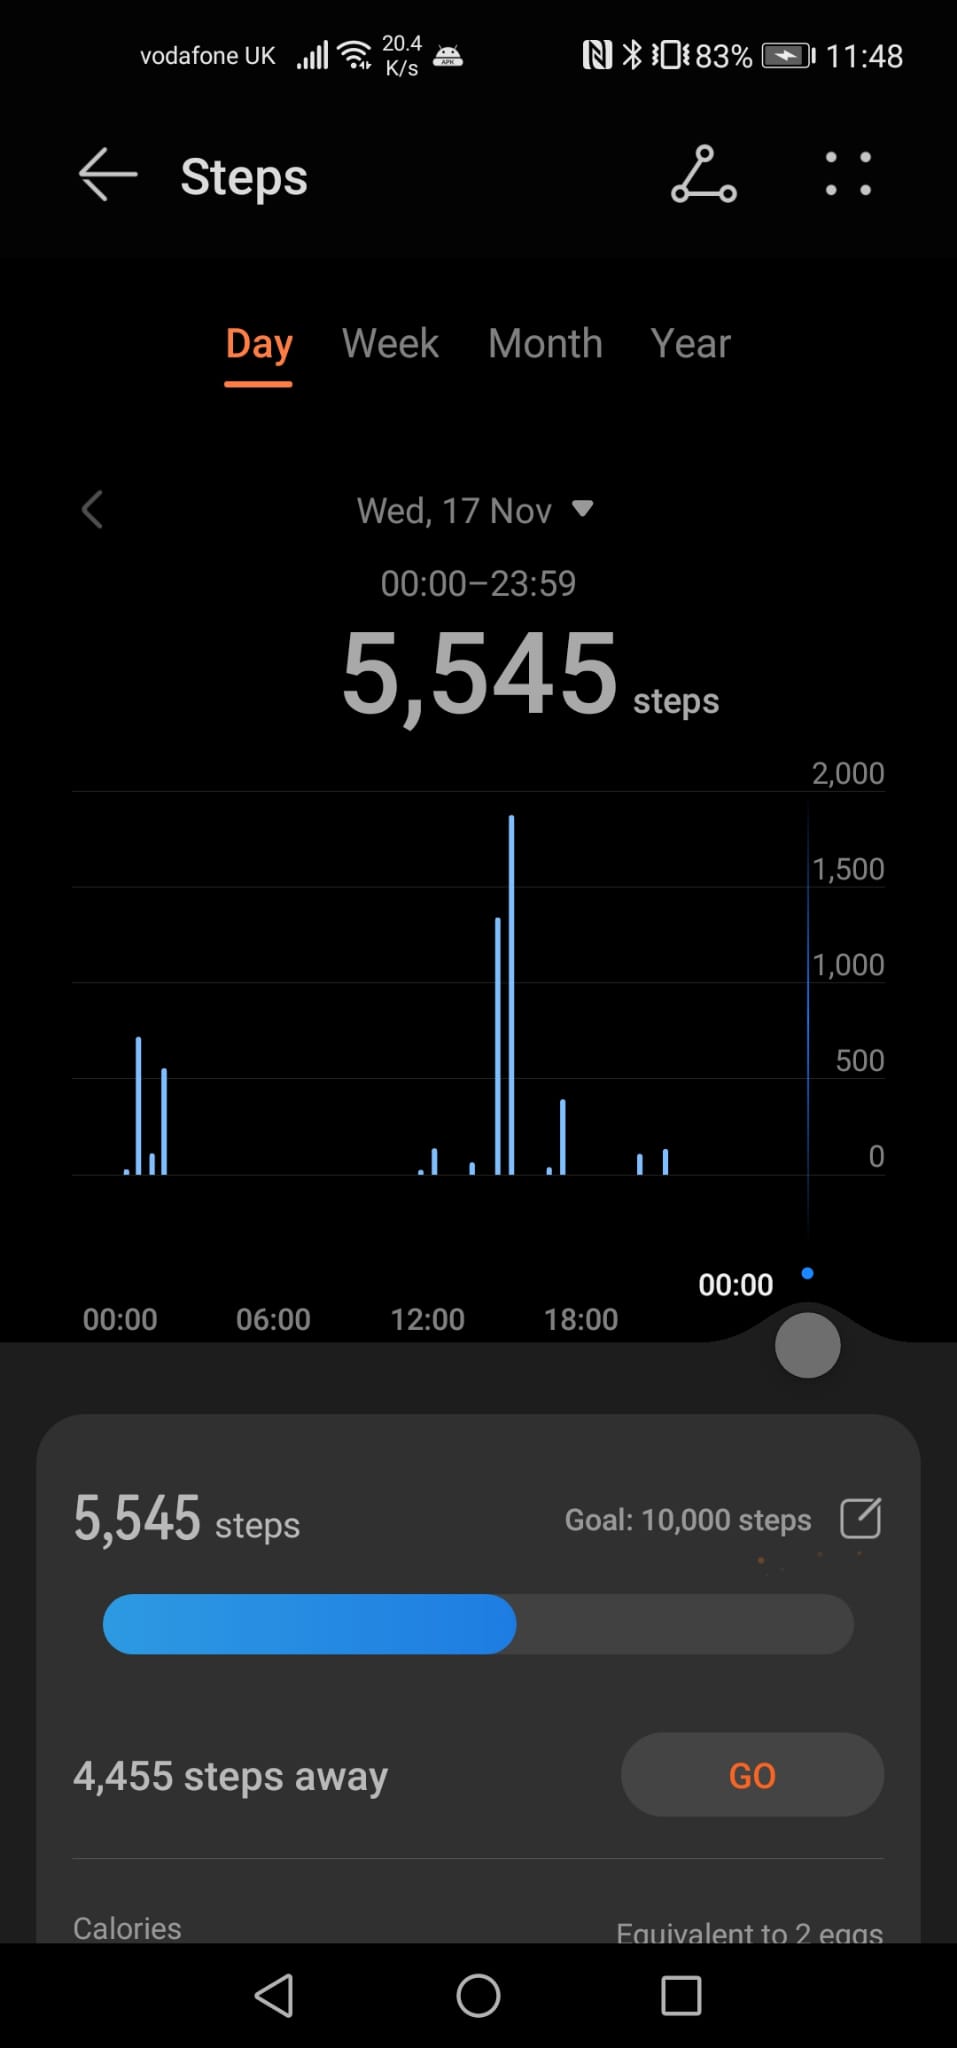 vodafone UK 20.4 K/s APK 83% 11:48
Steps
Day Week Month Year
Wed, 17 Nov
00:00–23:59
5,545 steps
2,000
1,500
1,000
500
0
00:00
00:00 06:00 12:00 18:00
5,545 steps Goal: 10,000 steps
4,455 steps away GO
Calories Equivalent to 2 eggs